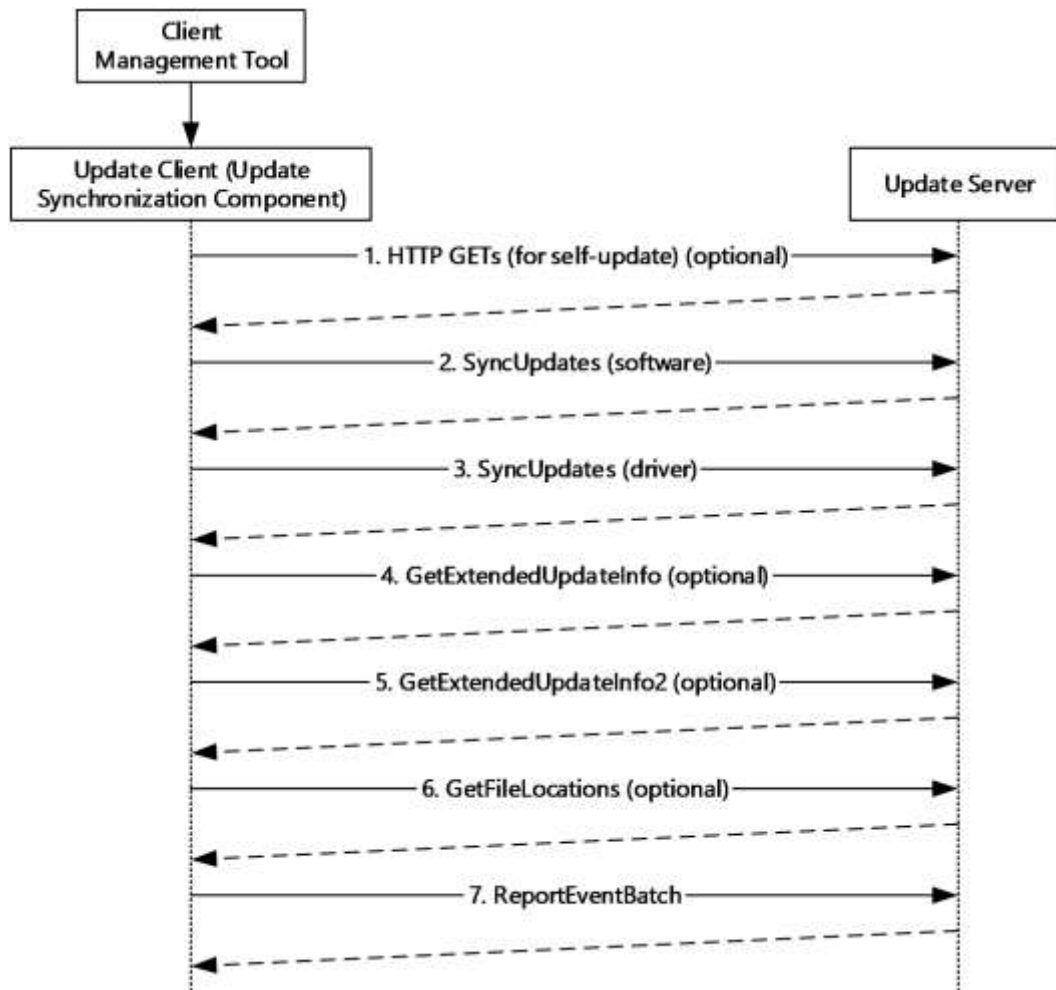 Client
Management Tool
Update Client (Update
Synchronization Component)
Update Server
1. HTTP GETs (for self-update) (optional)
2. SyncUpdates (software)
3. SyncUpdates (driver)
4. GetExtendedUpdateInfo (optional)
5. GetExtendedUpdateInfo2 (optional)
6. GetFileLocations (optional)
7. ReportEventBatch